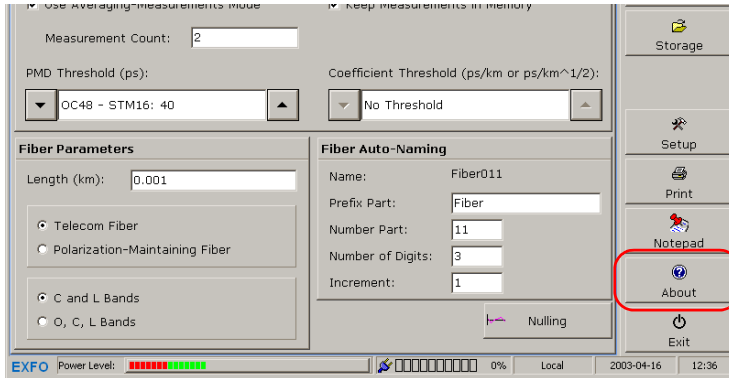 Use Averaging-Measurements Mode
Keep Measurements in Memory
Measurement Count: 2
PMD Threshold (ps):
OC48 - STM16: 40
Coefficient Threshold (ps/km or ps/km^1/2):
No Threshold
Fiber Parameters
Length (km): 0.001
Telecom Fiber
Polarization-Maintaining Fiber
C and L Bands
O, C, L Bands
Fiber Auto-Naming
Name: Fiber011
Prefix Part: Fiber
Number Part: 11
Number of Digits: 3
Increment: 1
Nulling
Storage
Setup
Print
Notepad
About
Exit
EXFO Power Level: 0% Local 2003-04-16 12:36